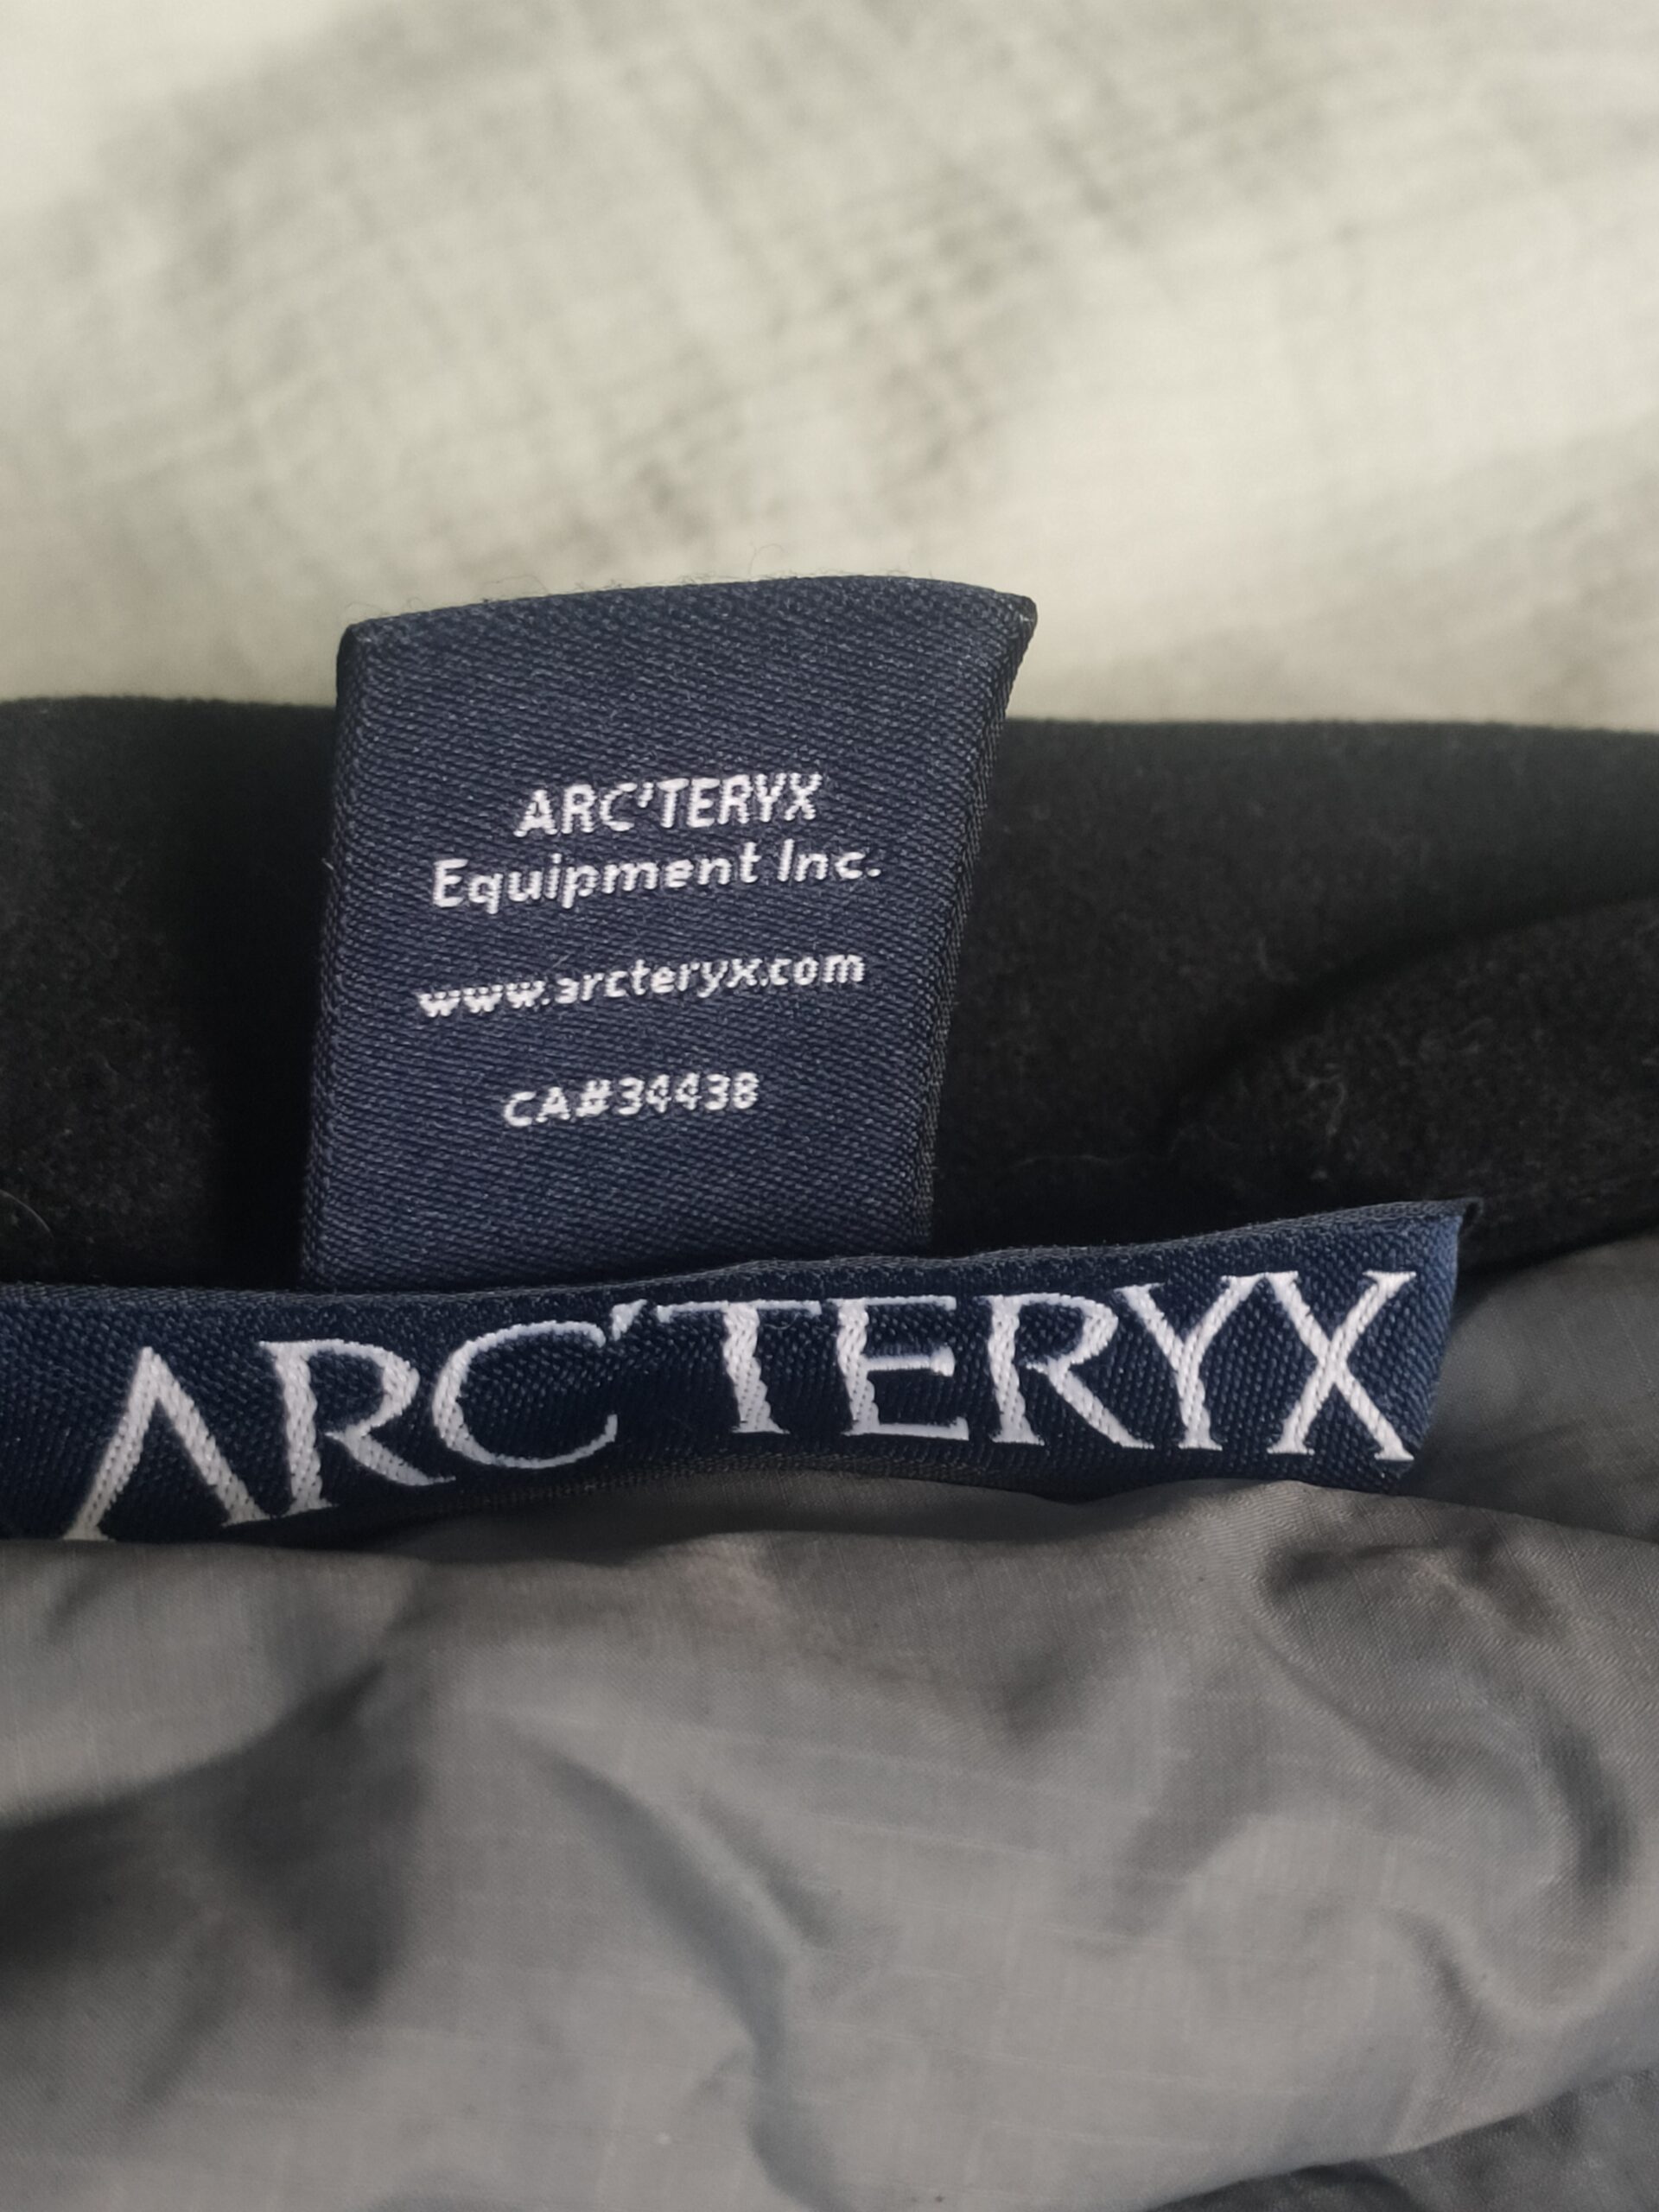 ARC'TERYX
Equipment Inc.
www.arcteryx.com
CA#34438
ARC'TERYX